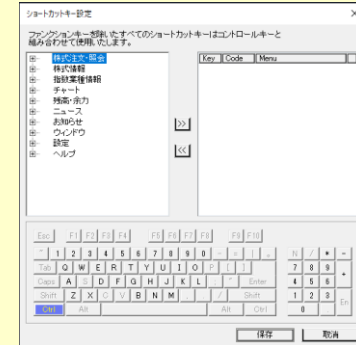 ショートカットキー設定
ファンクションキーを除いたすべてのショートカットキーはコントロールキーと
組み合わせて使用いたします。
株式注文・照会
株式情報
指数業種情報
チャート
残高・余力
ニュース
お知らせ
ウィンドウ
設定
ヘルプ
Key Code Menu
>>
<<
Esc F1 F2 F3 F4 F5 F6 F7 F8 F9 F10
1 2 3 4 5 6 7 8 9 0 N / * -
Tab Q W E R T Y U I O P [ ] 7 8 9
Caps A S D F G H J K L Enter 4 5 6
Shift Z X C V B N M / Shift 1 2 3 En
Ctrl Alt Alt Ctrl 0
保存 取消